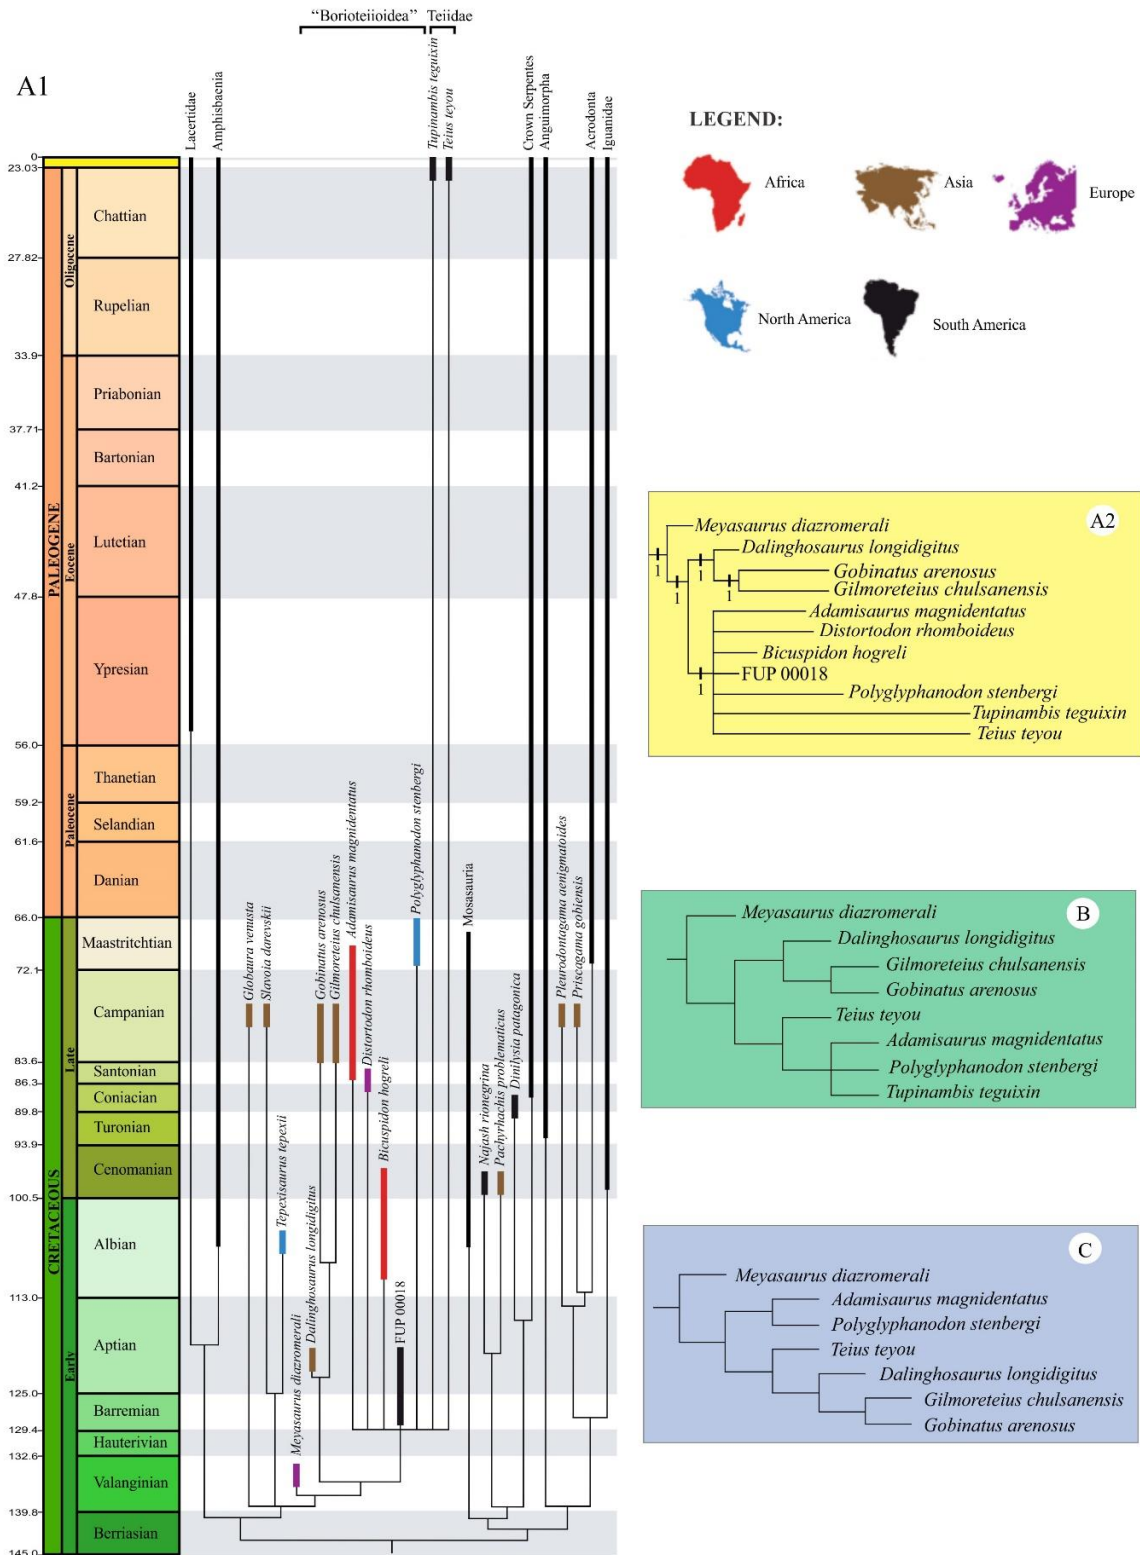 A1
“Borioteiioidea”
Teiidae
Lacertidae
Amphisbaenia
Tupinambis teguixin
Teius teyou
Crown Serpentes
Anguimorpha
Acrodonta
Iguanidae
0
23.03
27.82
33.9
37.71
41.2
47.8
56.0
59.2
61.6
66.0
72.1
83.6
86.3
89.8
93.9
100.5
113.0
125.0
129.4
132.6
139.8
145.0
PALEOGENE
CRETACEOUS
Oligocene
Eocene
Paleocene
Late
Early
Chattian
Rupelian
Priabonian
Bartonian
Lutetian
Ypresian
Thanetian
Selandian
Danian
Maastritchtian
Campanian
Santonian
Coniacian
Turonian
Cenomanian
Albian
Aptian
Barremian
Hauterivian
Valanginian
Berriasian
Globaura venusta
Slavoia darevskii
Tepexisaurus tepexii
Meyasaurus diazromerali
Dalinghosaurus longidigitus
Gobinatus arenosus
Gilmoreteius chulsanensis
Adamisaurus magnidentatus
Distortodon rhomboideus
Bicuspidon hogreli
FUP 00018
Polyglyphanodon stenbergi
Mosasauria
Najash rionegrina
Pachyrhachis problematicus
Dinilysia patagonica
Pleurodontagama aenigmatoides
Priscagama gobiensis
LEGEND:
Africa
Asia
Europe
North America
South America
A2
Meyasaurus diazromerali
Dalinghosaurus longidigitus
Gobinatus arenosus
Gilmoreteius chulsanensis
Adamisaurus magnidentatus
Distortodon rhomboideus
Bicuspidon hogreli
FUP 00018
Polyglyphanodon stenbergi
Tupinambis teguixin
Teius teyou
1
1
1
1
1
B
Meyasaurus diazromerali
Dalinghosaurus longidigitus
Gilmoreteius chulsanensis
Gobinatus arenosus
Teius teyou
Adamisaurus magnidentatus
Polyglyphanodon stenbergi
Tupinambis teguixin
C
Meyasaurus diazromerali
Adamisaurus magnidentatus
Polyglyphanodon stenbergi
Teius teyou
Dalinghosaurus longidigitus
Gilmoreteius chulsanensis
Gobinatus arenosus